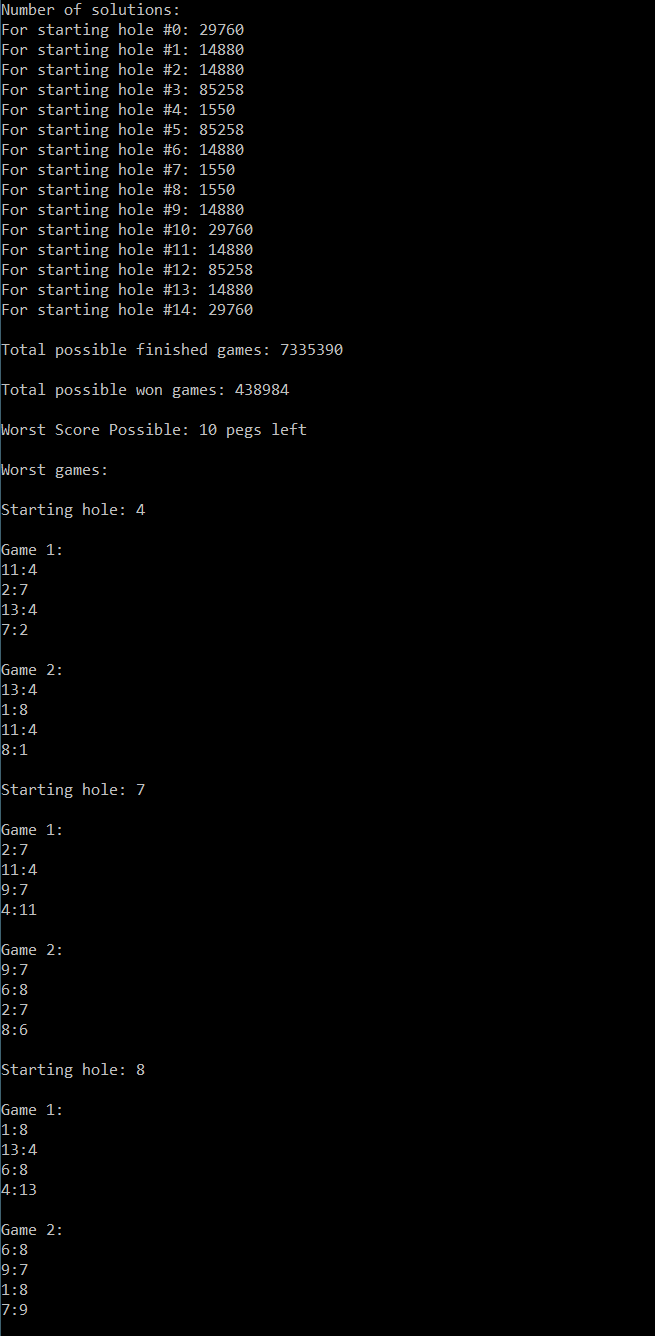 Number of solutions:
For starting hole #0: 29760
For starting hole #1: 14880
For starting hole #2: 14880
For starting hole #3: 85258
For starting hole #4: 1550
For starting hole #5: 85258
For starting hole #6: 14880
For starting hole #7: 1550
For starting hole #8: 1550
For starting hole #9: 14880
For starting hole #10: 29760
For starting hole #11: 14880
For starting hole #12: 85258
For starting hole #13: 14880
For starting hole #14: 29760
Total possible finished games: 7335390
Total possible won games: 438984
Worst Score Possible: 10 pegs left
Worst games:
Starting hole: 4
Game 1:
11:4
2:7
13:4
7:2
Game 2:
13:4
1:8
11:4
8:1
Starting hole: 7
Game 1:
2:7
11:4
9:7
4:11
Game 2:
9:7
6:8
2:7
8:6
Starting hole: 8
Game 1:
1:8
13:4
6:8
4:13
Game 2:
6:8
9:7
1:8
7:9